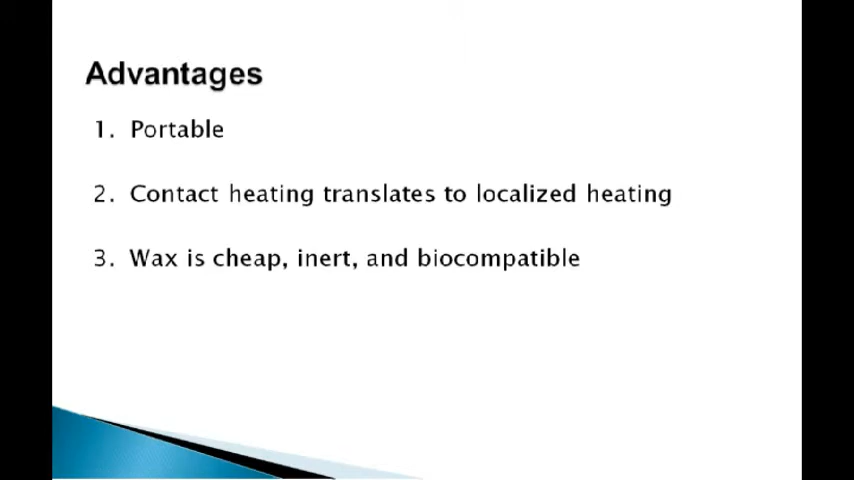 Advantages
1. Portable
2. Contact heating translates to localized heating
3. Wax is cheap, inert, and biocompatible